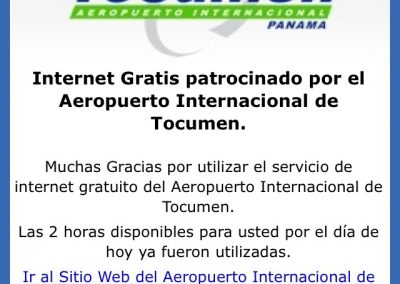 Tocumen
AEROPUERTO INTERNACIONAL
PANAMA
Internet Gratis patrocinado por el
Aeropuerto Internacional de
Tocumen.
Muchas Gracias por utilizar el servicio de
internet gratuito del Aeropuerto Internacional de
Tocumen.
Las 2 horas disponibles para usted por el día de
hoy ya fueron utilizadas.
Ir al Sitio Web del Aeropuerto Internacional de